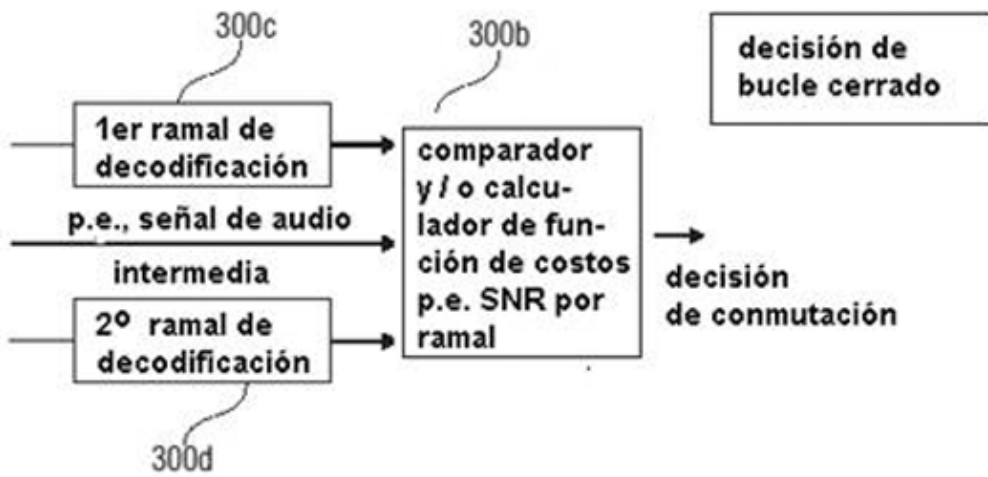 300c
300b
decisión de
bucle cerrado
1er ramal de
decodificación
comparador
y / o calcu-
lador de fun-
ción de costos
p.e. SNR por
ramal
p.e., señál de audio
intermedia
decisión
de conmutación
2º ramal de
decodificación
300d